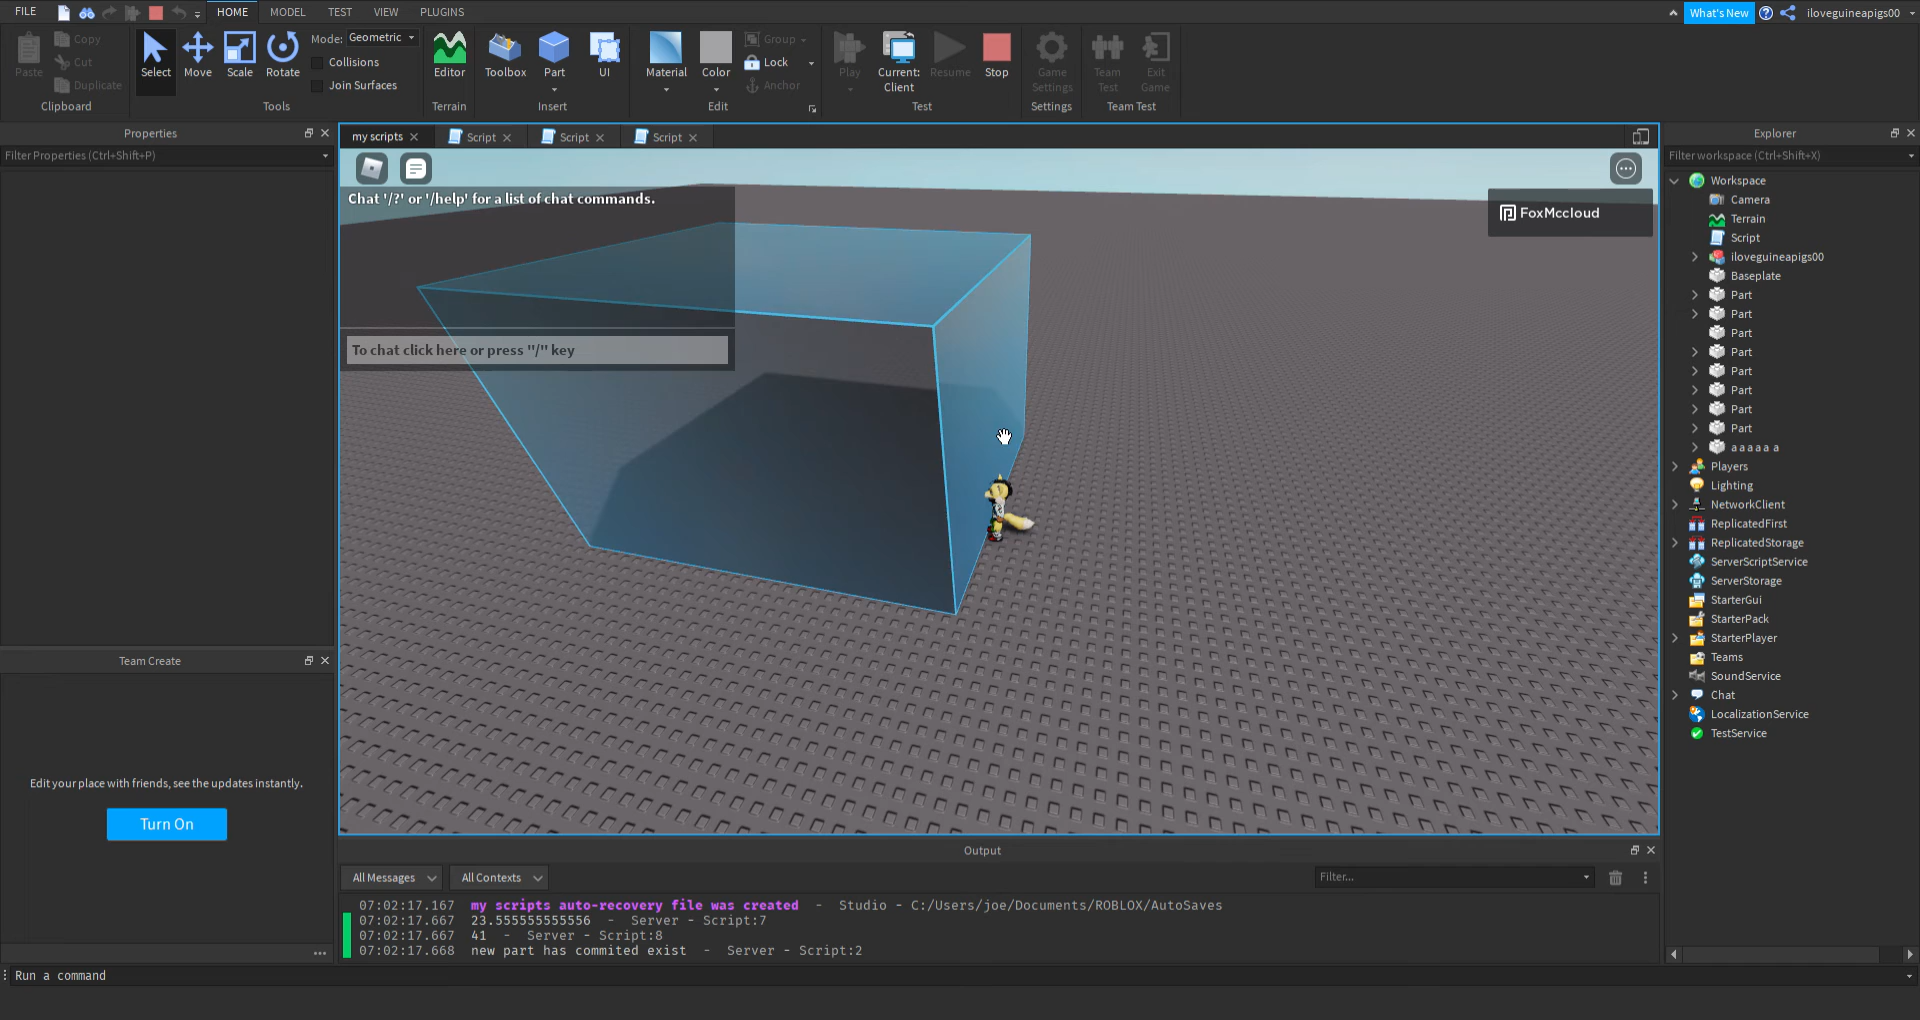 FILE HOME MODEL TEST VIEW PLUGINS What's New iloveguineapigs00
Paste Copy Cut Duplicate Clipboard
Select Move Scale Rotate Mode: Geometric Collisions Join Surfaces Tools
Editor Terrain
Toolbox Part UI Insert
Material Color Group Lock Anchor Edit
Play Current: Client Resume Stop Test
Game Settings Settings
Team Test Exit Game Team Test
Properties
Filter Properties (Ctrl+Shift+P)
Team Create
Edit your place with friends, see the updates instantly.
Turn On
my scripts Script Script Script
Chat '/?' or '/help' for a list of chat commands.
To chat click here or press "/" key
FoxMccloud
Explorer
Filter workspace (Ctrl+Shift+X)
Workspace
Camera
Terrain
Script
iloveguineapigs00
Baseplate
Part
Part
Part
Part
Part
Part
Part
Part
a a a a a a
Players
Lighting
NetworkClient
ReplicatedFirst
ReplicatedStorage
ServerScriptService
ServerStorage
StarterGui
StarterPack
StarterPlayer
Teams
SoundService
Chat
LocalizationService
TestService
Output
All Messages All Contexts Filter...
07:02:17.167 my scripts auto-recovery file was created - Studio - C:/Users/joe/Documents/ROBLOX/AutoSaves
07:02:17.667 23.555555555556 - Server - Script:7
07:02:17.667 41 - Server - Script:8
07:02:17.668 new part has commited exist - Server - Script:2
Run a command